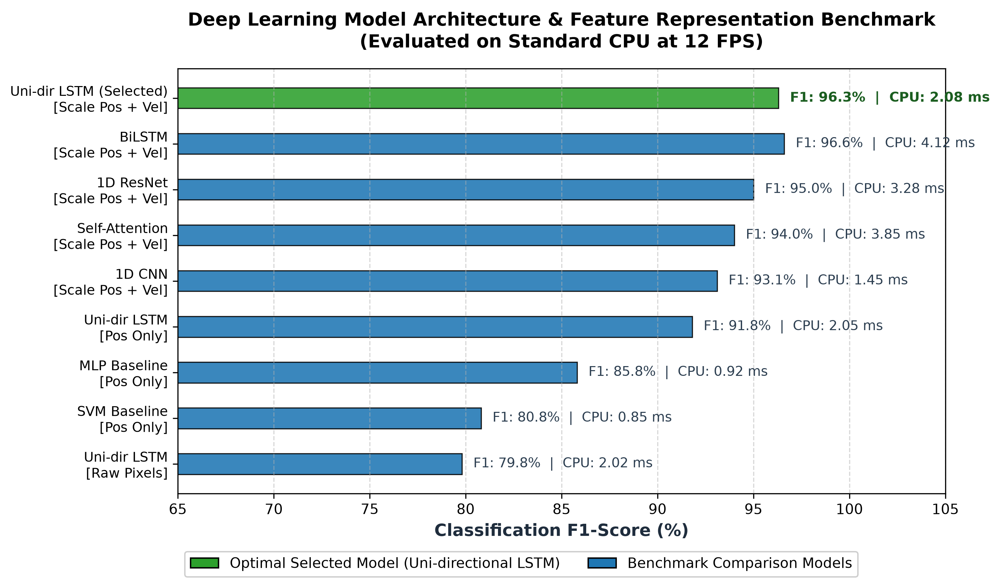 Deep Learning Model Architecture & Feature Representation Benchmark
(Evaluated on Standard CPU at 12 FPS)
Uni-dir LSTM (Selected)
[Scale Pos + Vel]
F1: 96.3% | CPU: 2.08 ms
BiLSTM
[Scale Pos + Vel]
F1: 96.6% | CPU: 4.12 ms
1D ResNet
[Scale Pos + Vel]
F1: 95.0% | CPU: 3.28 ms
Self-Attention
[Scale Pos + Vel]
F1: 94.0% | CPU: 3.85 ms
1D CNN
[Scale Pos + Vel]
F1: 93.1% | CPU: 1.45 ms
Uni-dir LSTM
[Pos Only]
F1: 91.8% | CPU: 2.05 ms
MLP Baseline
[Pos Only]
F1: 85.8% | CPU: 0.92 ms
SVM Baseline
[Pos Only]
F1: 80.8% | CPU: 0.85 ms
Uni-dir LSTM
[Raw Pixels]
F1: 79.8% | CPU: 2.02 ms
65 70 75 80 85 90 95 100 105
Classification F1-Score (%)
Optimal Selected Model (Uni-directional LSTM) Benchmark Comparison Models